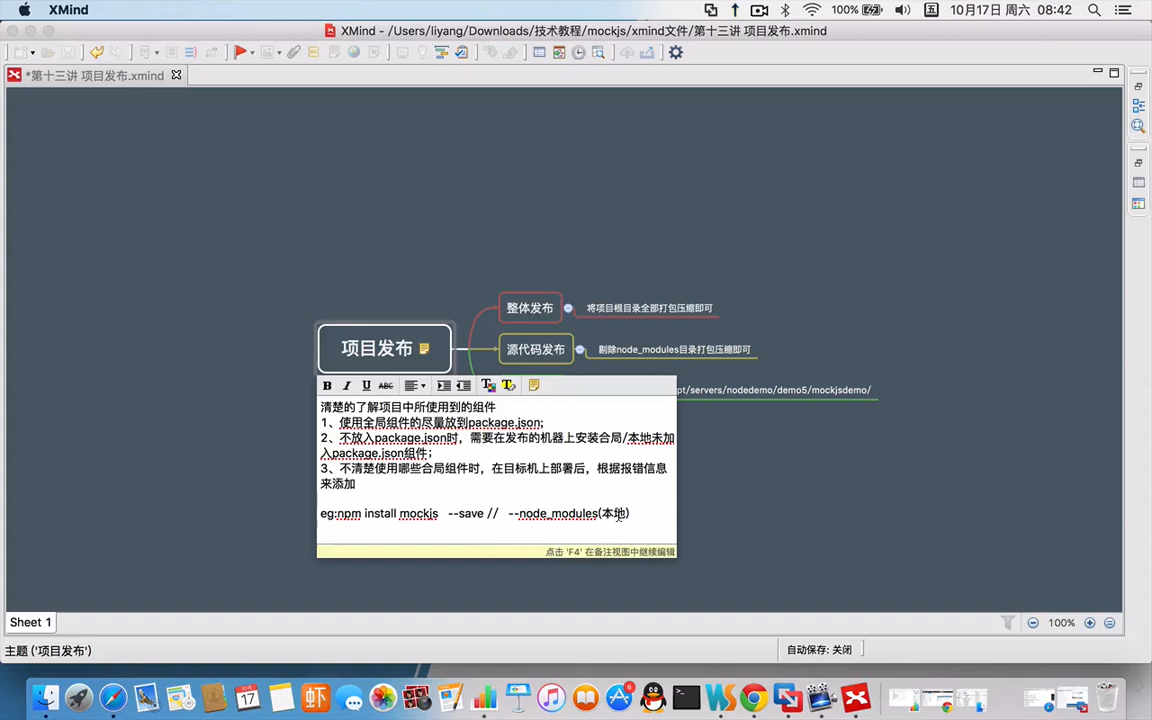 XMind
100%
五
10月17日 周六 08:42
XMind - /Users/liyang/Downloads/技术教程/mockjs/xmind文件/第十三讲 项目发布.xmind
*第十三讲 项目发布.xmind
整体发布
将项目根目录全部打包压缩即可
项目发布
源代码发布
剔除node_modules目录打包压缩即可
pt/servers/nodedemo/demo5/mockjsdemo/
B I U ABC
清楚的了解项目中所使用到的组件
1、使用全局组件的尽量放到package.json;
2、不放入package.json时，需要在发布的机器上安装合局/本地未加
入package.json组件；
3、不清楚使用哪些合局组件时，在目标机上部署后，根据报错信息
来添加
eg:npm install mockjs --save // --node_modules(本地)
点击 'F4' 在备注视图中继续编辑
Sheet 1
100%
主题 ('项目发布')
自动保存: 关闭